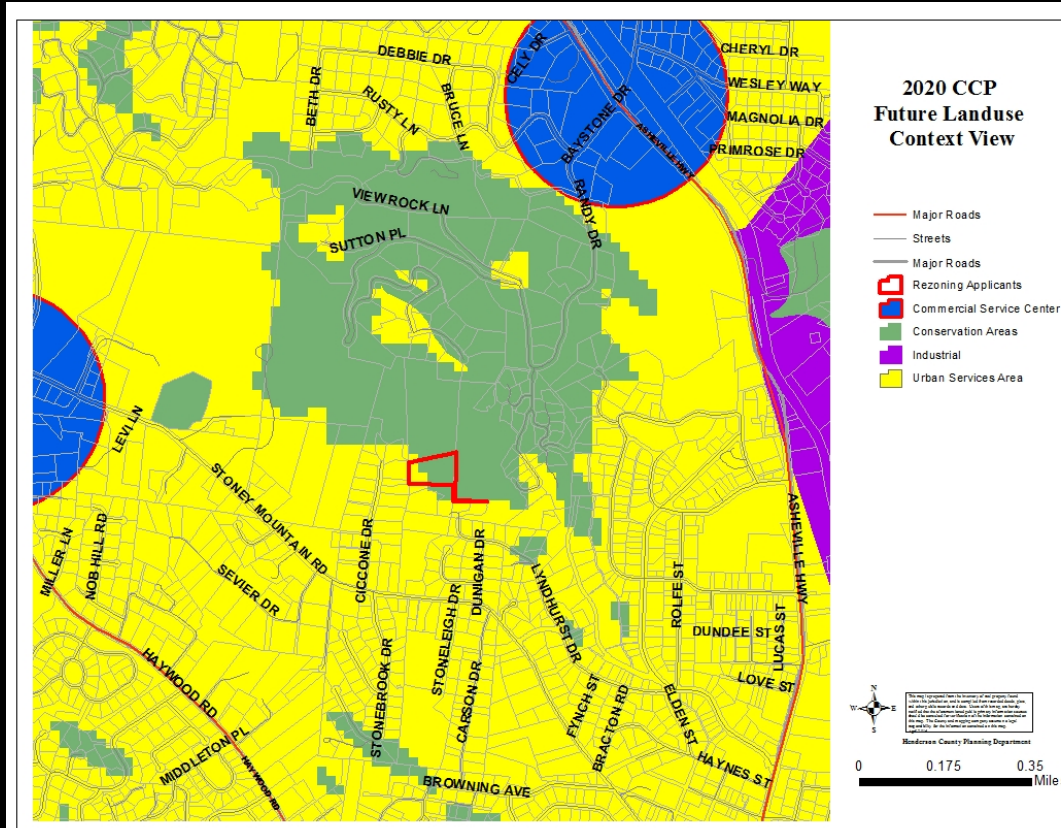 2020 CCP
Future Landuse
Context View
Major Roads
Streets
Major Roads
Rezoning Applicants
Commercial Service Center
Conservation Areas
Industrial
Urban Services Area
DEBBIE DR
CELY DR
CHERYL DR
WESLEY WAY
BETH DR
RUSTY LN
BRUCE LN
BAYSTONE DR
MAGNOLIA DR
ASHEVILLE HWY
PRIMROSE DR
VIEWROCK LN
RANDY DR
SUTTON PL
LEVI LN
STONEY MOUNTAIN RD
ASHEVILLE HWY
MILLER LN
NOB HILL RD
CICCONE DR
SEVIER DR
DUNIGAN DR
STONELEIGH DR
LYNDHURST DR
ROLFE ST
DUNDEE ST
LUCAS ST
HAYWOOD RD
STONEBROOK DR
CARSON DR
FYNCH ST
BRACTON RD
ELDEN ST
LOVE ST
MIDDLETON PL
HAYWOOD RD
BROWNING AVE
HAYNES ST
N
W
E
S
Henderson County Planning Department
0 0.175 0.35
Mile